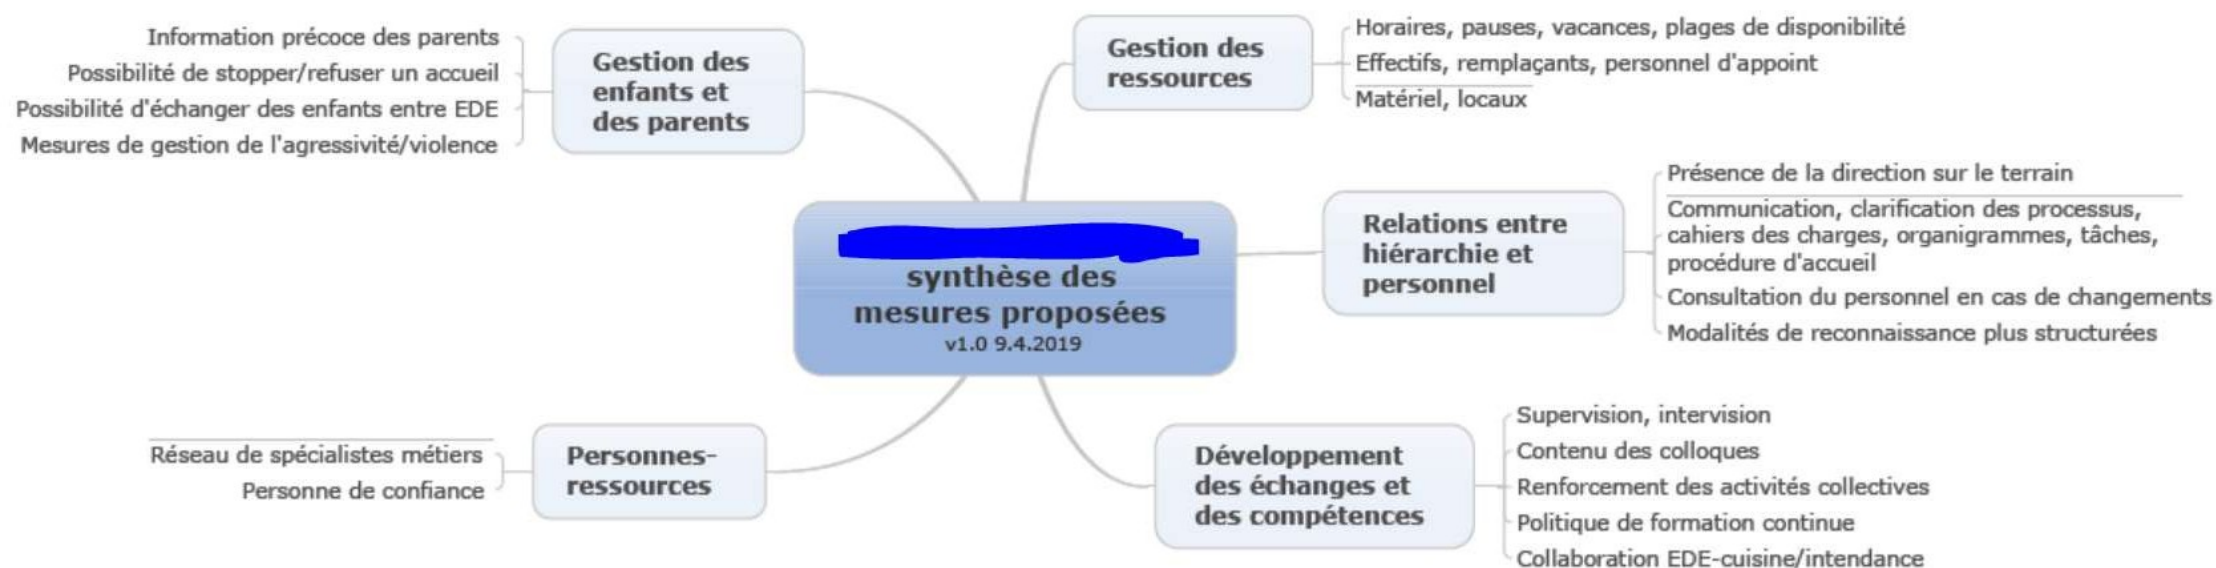 Information précoce des parents
Possibilité de stopper/refuser un accueil
Possibilité d'échanger des enfants entre EDE
Mesures de gestion de l'agressivité/violence
Gestion des
enfants et
des parents
Gestion des
ressources
Horaires, pauses, vacances, plages de disponibilité
Effectifs, remplaçants, personnel d'appoint
Matériel, locaux
synthèse des
mesures proposées
v1.0 9.4.2019
Relations entre
hiérarchie et
personnel
Présence de la direction sur le terrain
Communication, clarification des processus,
cahiers des charges, organigrammes, tâches,
procédure d'accueil
Consultation du personnel en cas de changements
Modalités de reconnaissance plus structurées
Réseau de spécialistes métiers
Personne de confiance
Personnes-
ressources
Développement
des échanges et
des compétences
Supervision, intervision
Contenu des colloques
Renforcement des activités collectives
Politique de formation continue
Collaboration EDE-cuisine/intendance